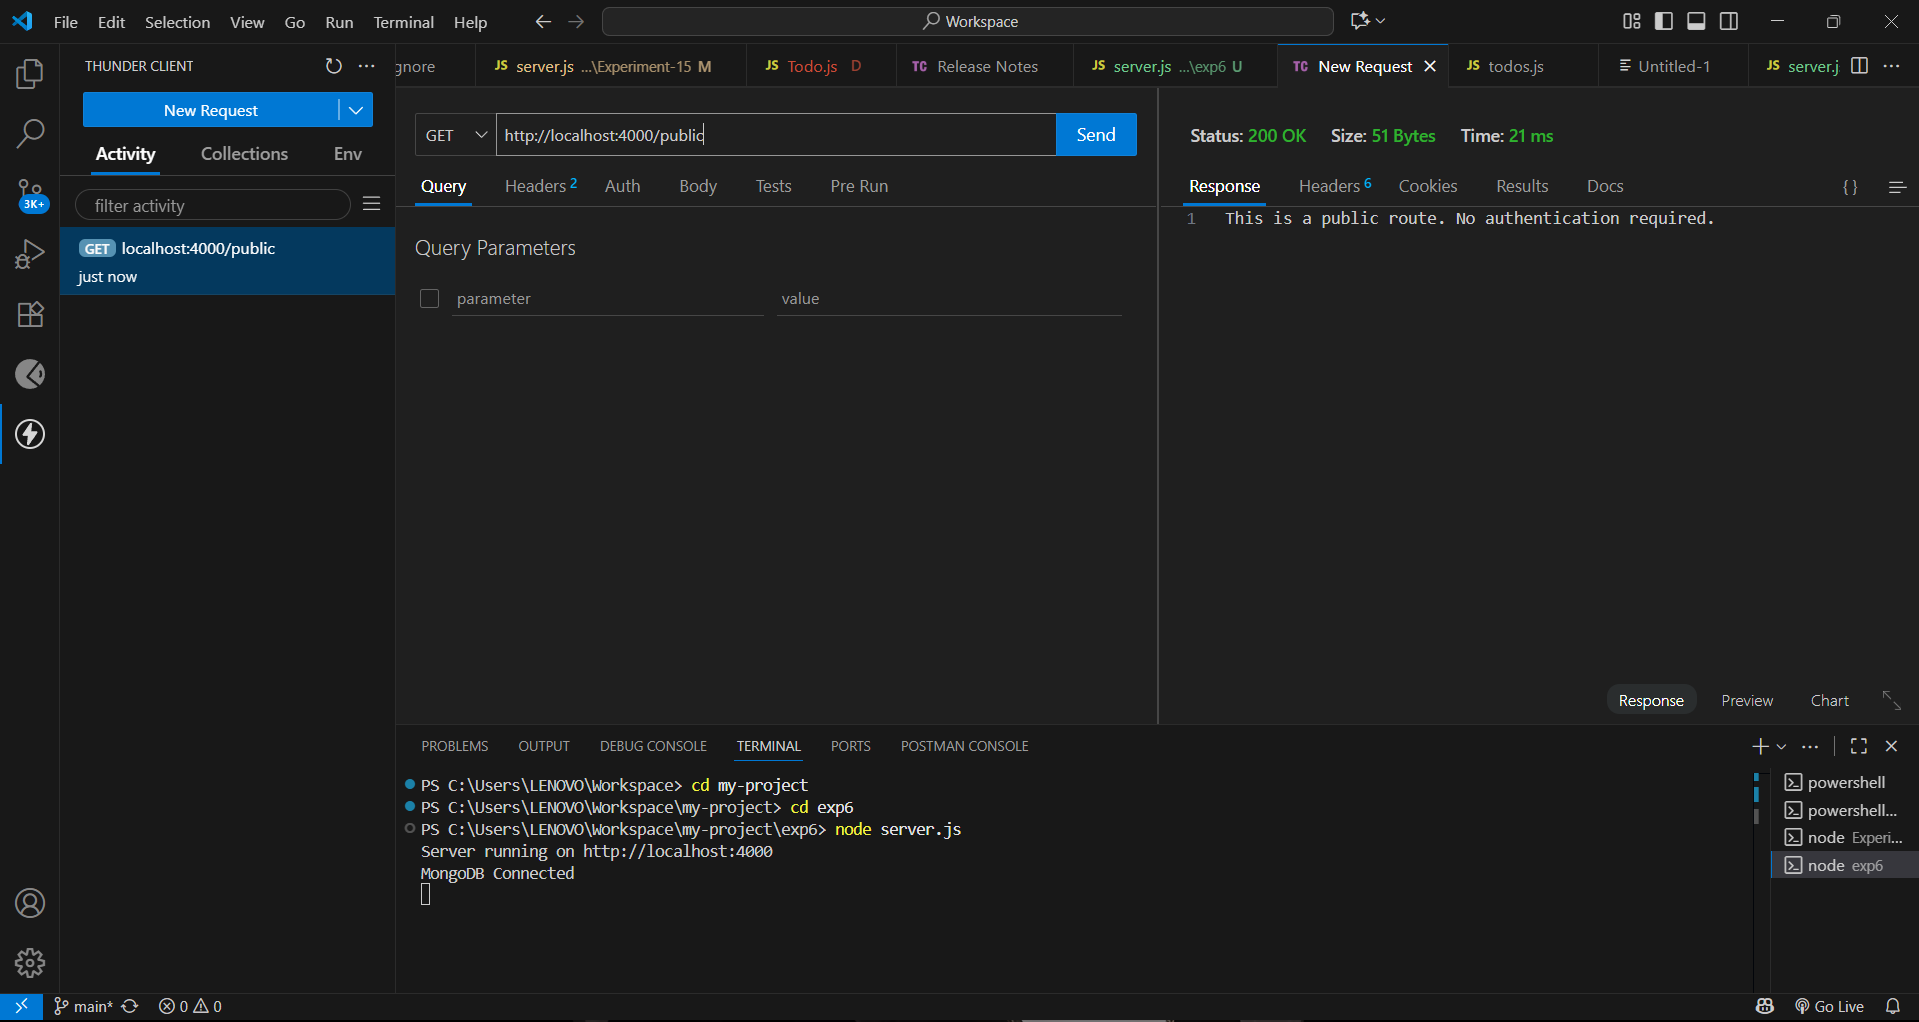 File Edit Selection View Go Run Terminal Help
Workspace
THUNDER CLIENT
New Request
Activity Collections Env
filter activity
GET localhost:4000/public
just now
3K+
gnore
JS server.js ...\Experiment-15 M
JS Todo.js D
TC Release Notes
JS server.js ...\exp6 U
TC New Request
JS todos.js
Untitled-1
JS server.j
GET http://localhost:4000/public Send
Query Headers 2 Auth Body Tests Pre Run
Query Parameters
parameter value
Status: 200 OK Size: 51 Bytes Time: 21 ms
Response Headers 6 Cookies Results Docs {}
1 This is a public route. No authentication required.
Response Preview Chart
PROBLEMS OUTPUT DEBUG CONSOLE TERMINAL PORTS POSTMAN CONSOLE
PS C:\Users\LENOVO\Workspace> cd my-project
PS C:\Users\LENOVO\Workspace\my-project> cd exp6
PS C:\Users\LENOVO\Workspace\my-project\exp6> node server.js
Server running on http://localhost:4000
MongoDB Connected
powershell
powershell...
node Experi...
node exp6
main* 0 0
Go Live